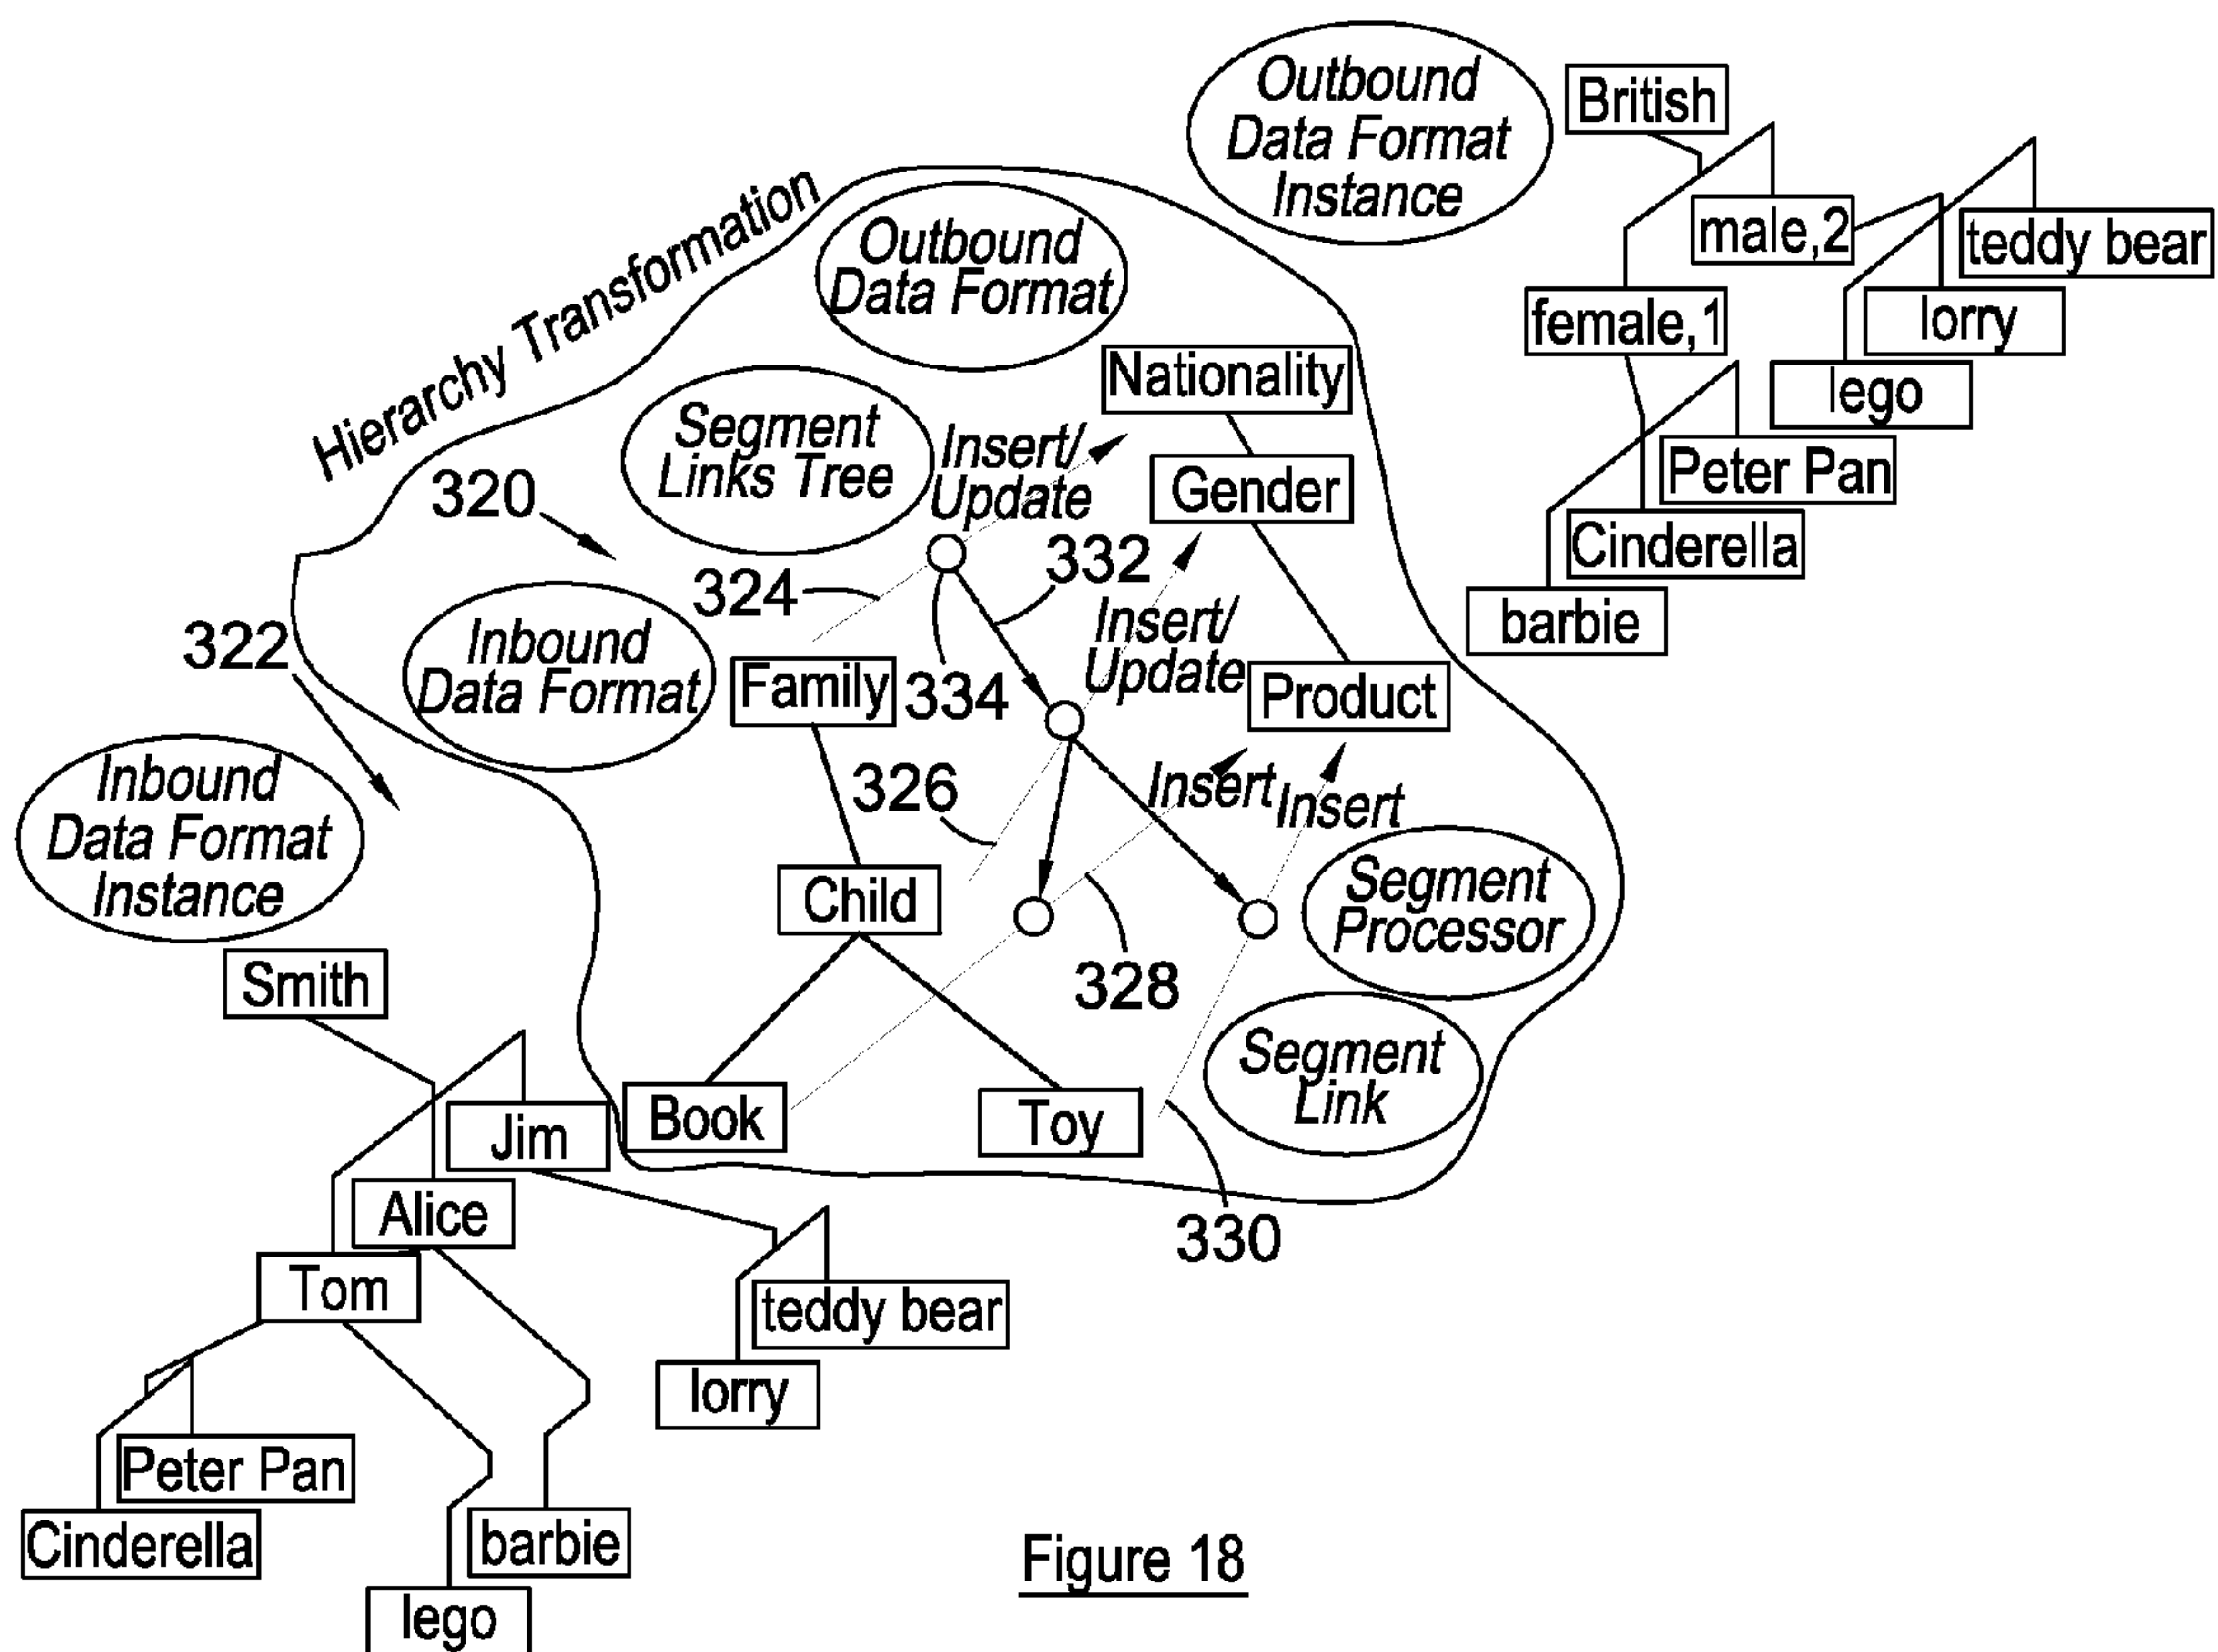 Outbound
Data Format
Instance
British
male,2
teddy bear
lorry
female,1
lego
Peter Pan
Cinderella
barbie
Hierarchy Transformation
Outbound
Data Format
Nationality
Segment
Links Tree
Insert/
Update
Gender
320
332
324
Insert/
Update
Inbound
Data Format
322
Family
334
Product
326
Insert
Insert
Inbound
Data Format
Instance
Child
Segment
Processor
328
Smith
Segment
Link
Jim
Book
Toy
Alice
330
Tom
teddy bear
lorry
Peter Pan
Cinderella
barbie
lego
Figure 18